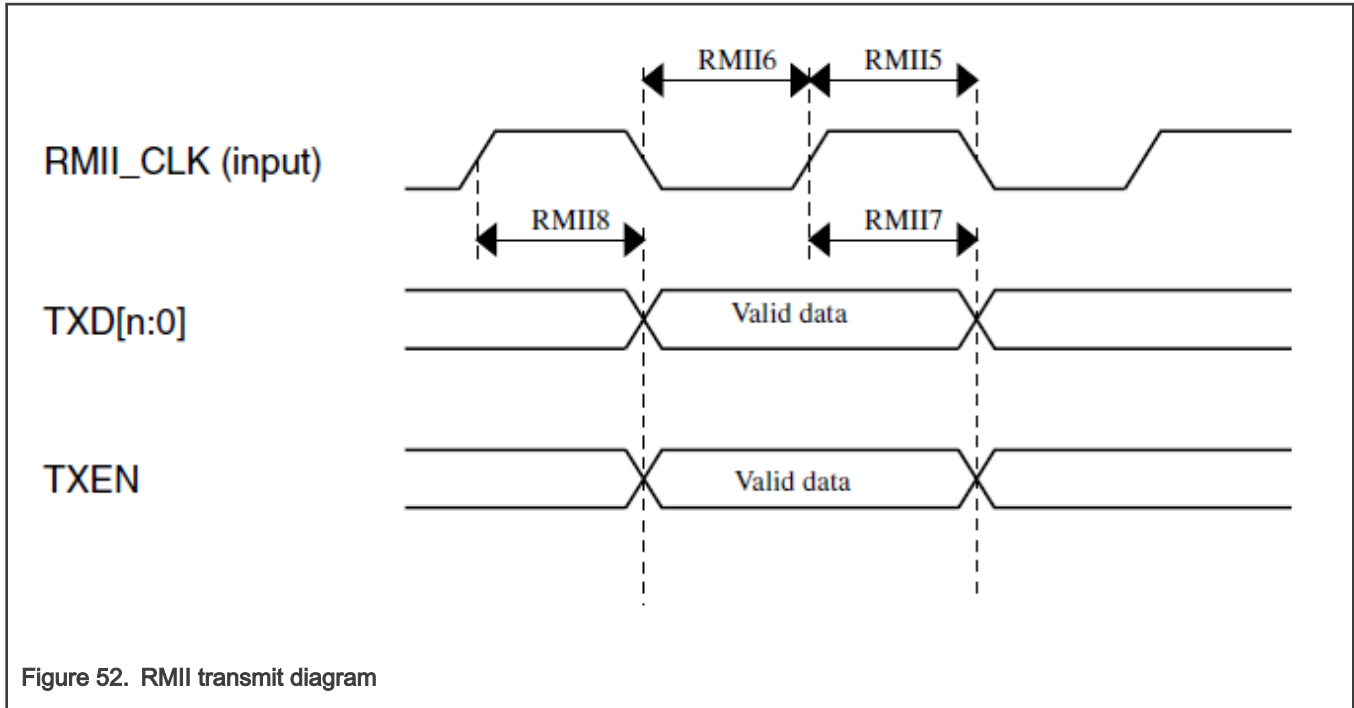 RMII6 RMII5
RMII_CLK (input)
RMII8 RMII7
TXD[n:0] Valid data
TXEN Valid data
Figure 52. RMII transmit diagram